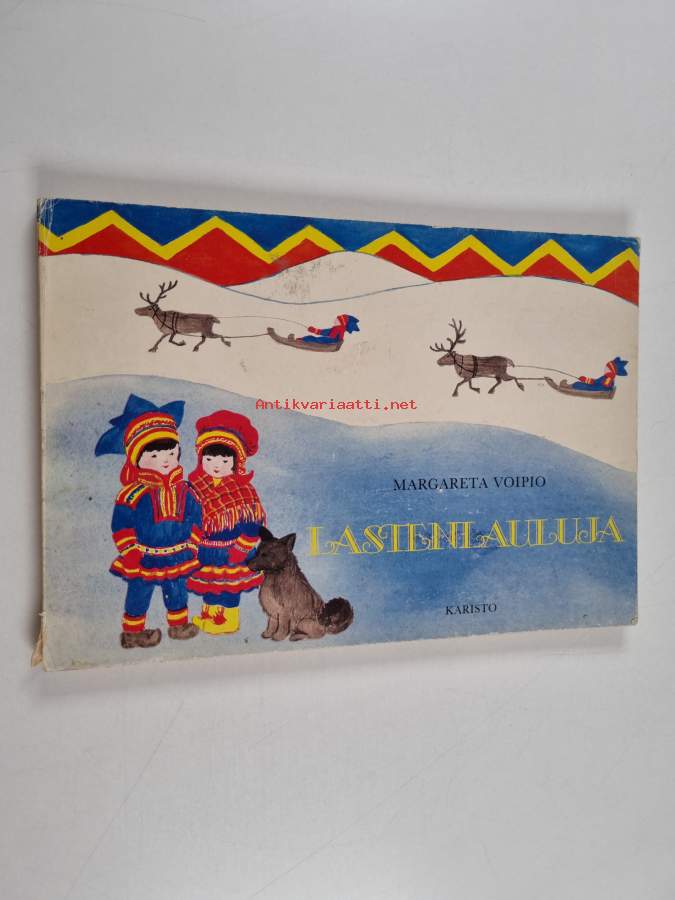 Antikvariaatti.net
MARGARETA VOIPIO
LASTENLAULUJA
KARISTO